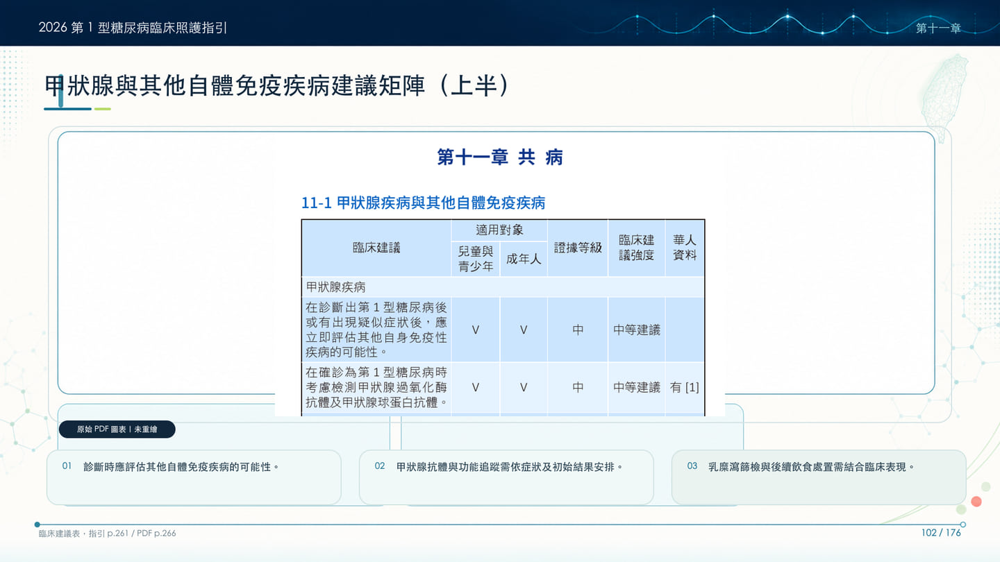 2026 第 1 型糖尿病臨床照護指引
第十一章
甲狀腺與其他自體免疫疾病建議矩陣（上半）
第十一章 共 病
11-1 甲狀腺疾病與其他自體免疫疾病
臨床建議
適用對象
兒童與
青少年
成年人
證據等級
臨床建
議強度
華人
資料
甲狀腺疾病
在診斷出第 1 型糖尿病後
或有出現疑似症狀後，應
立即評估其他自身免疫性
疾病的可能性。
V
V
中
中等建議
在確診為第 1 型糖尿病時
考慮檢測甲狀腺過氧化酶
抗體及甲狀腺球蛋白抗體。
V
V
中
中等建議
有 [1]
原始 PDF 圖表｜未重繪
01 診斷時應評估其他自體免疫疾病的可能性。
02 甲狀腺抗體與功能追蹤需依症狀及初始結果安排。
03 乳糜瀉篩檢與後續飲食處置需結合臨床表現。
臨床建議表，指引 p.261 / PDF p.266
102 / 176